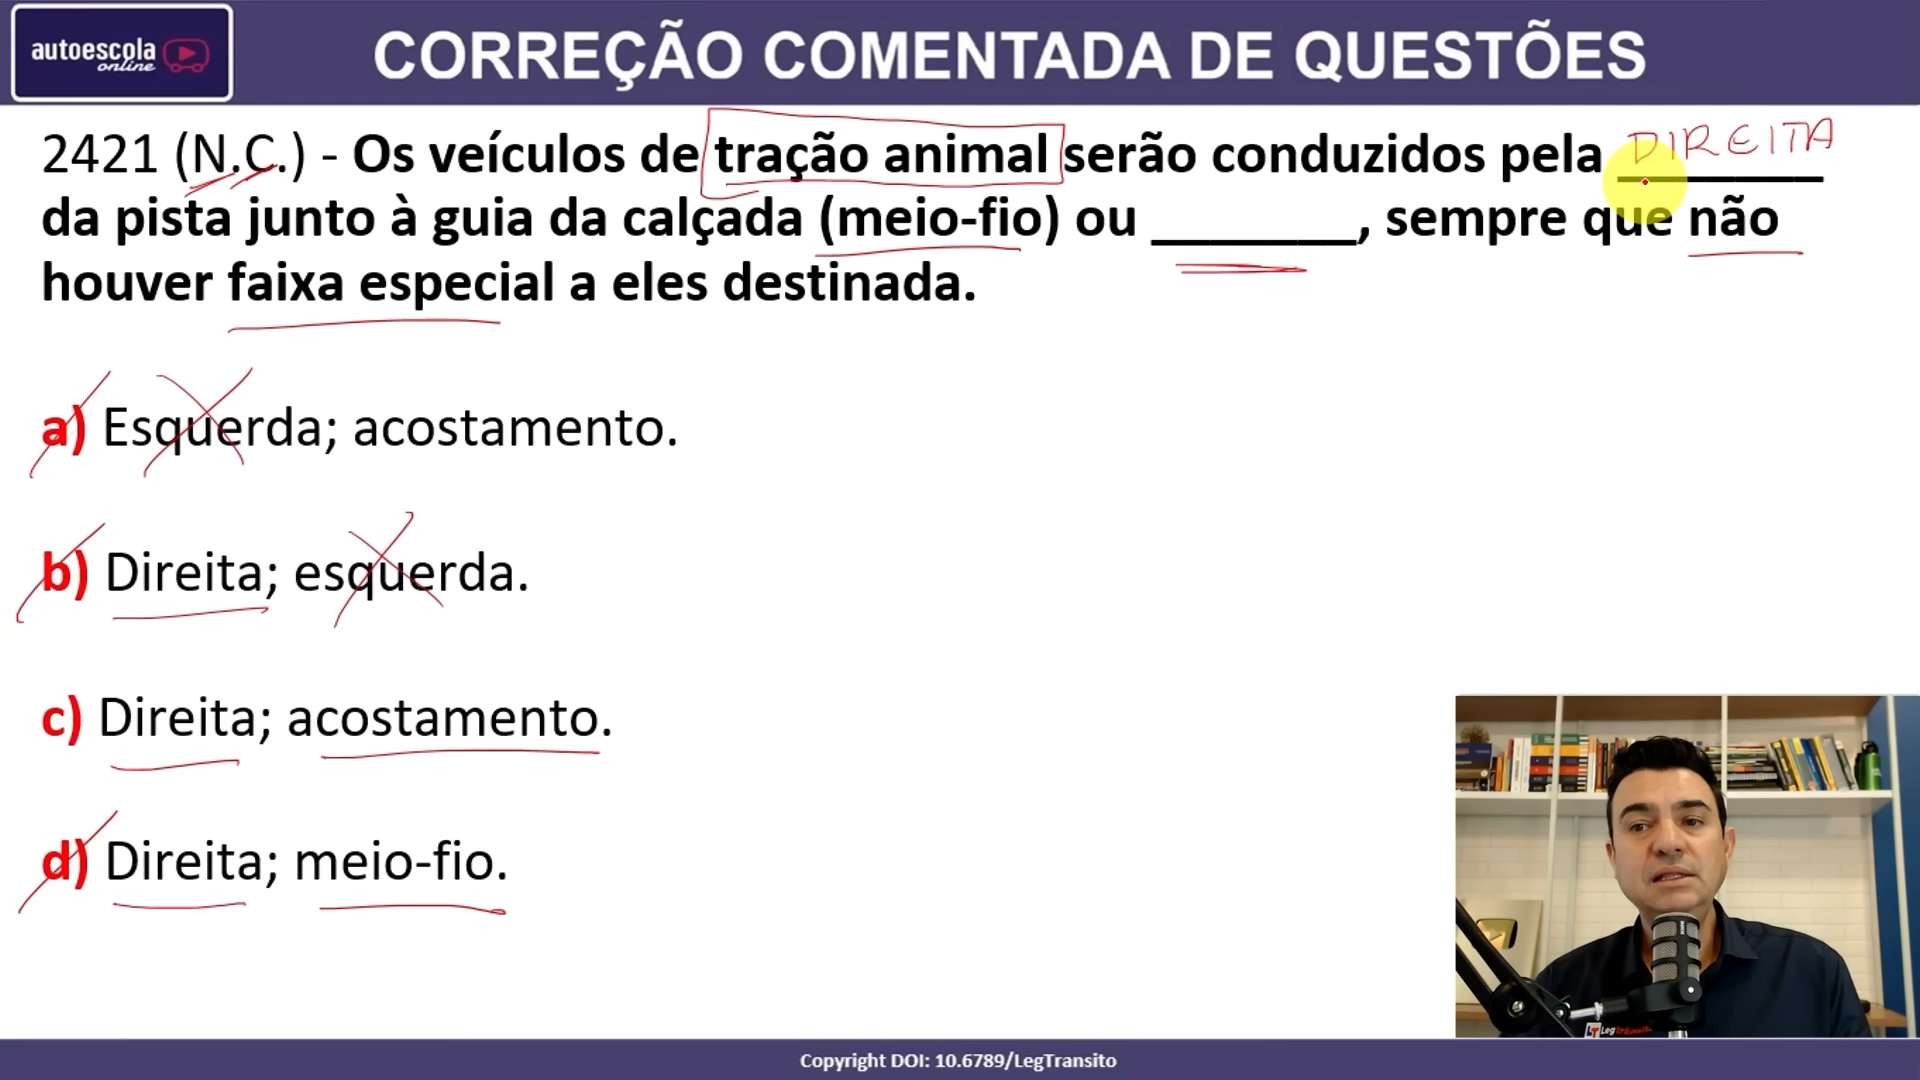 autoescola
online
CORREÇÃO COMENTADA DE QUESTÕES
2421 (N.C.) - Os veículos de tração animal serão conduzidos pela ________
DIREITA
da pista junto à guia da calçada (meio-fio) ou ________, sempre que não
houver faixa especial a eles destinada.
a) Esquerda; acostamento.
b) Direita; esquerda.
c) Direita; acostamento.
d) Direita; meio-fio.
LT Legtrânsito
Copyright DOI: 10.6789/LegTransito